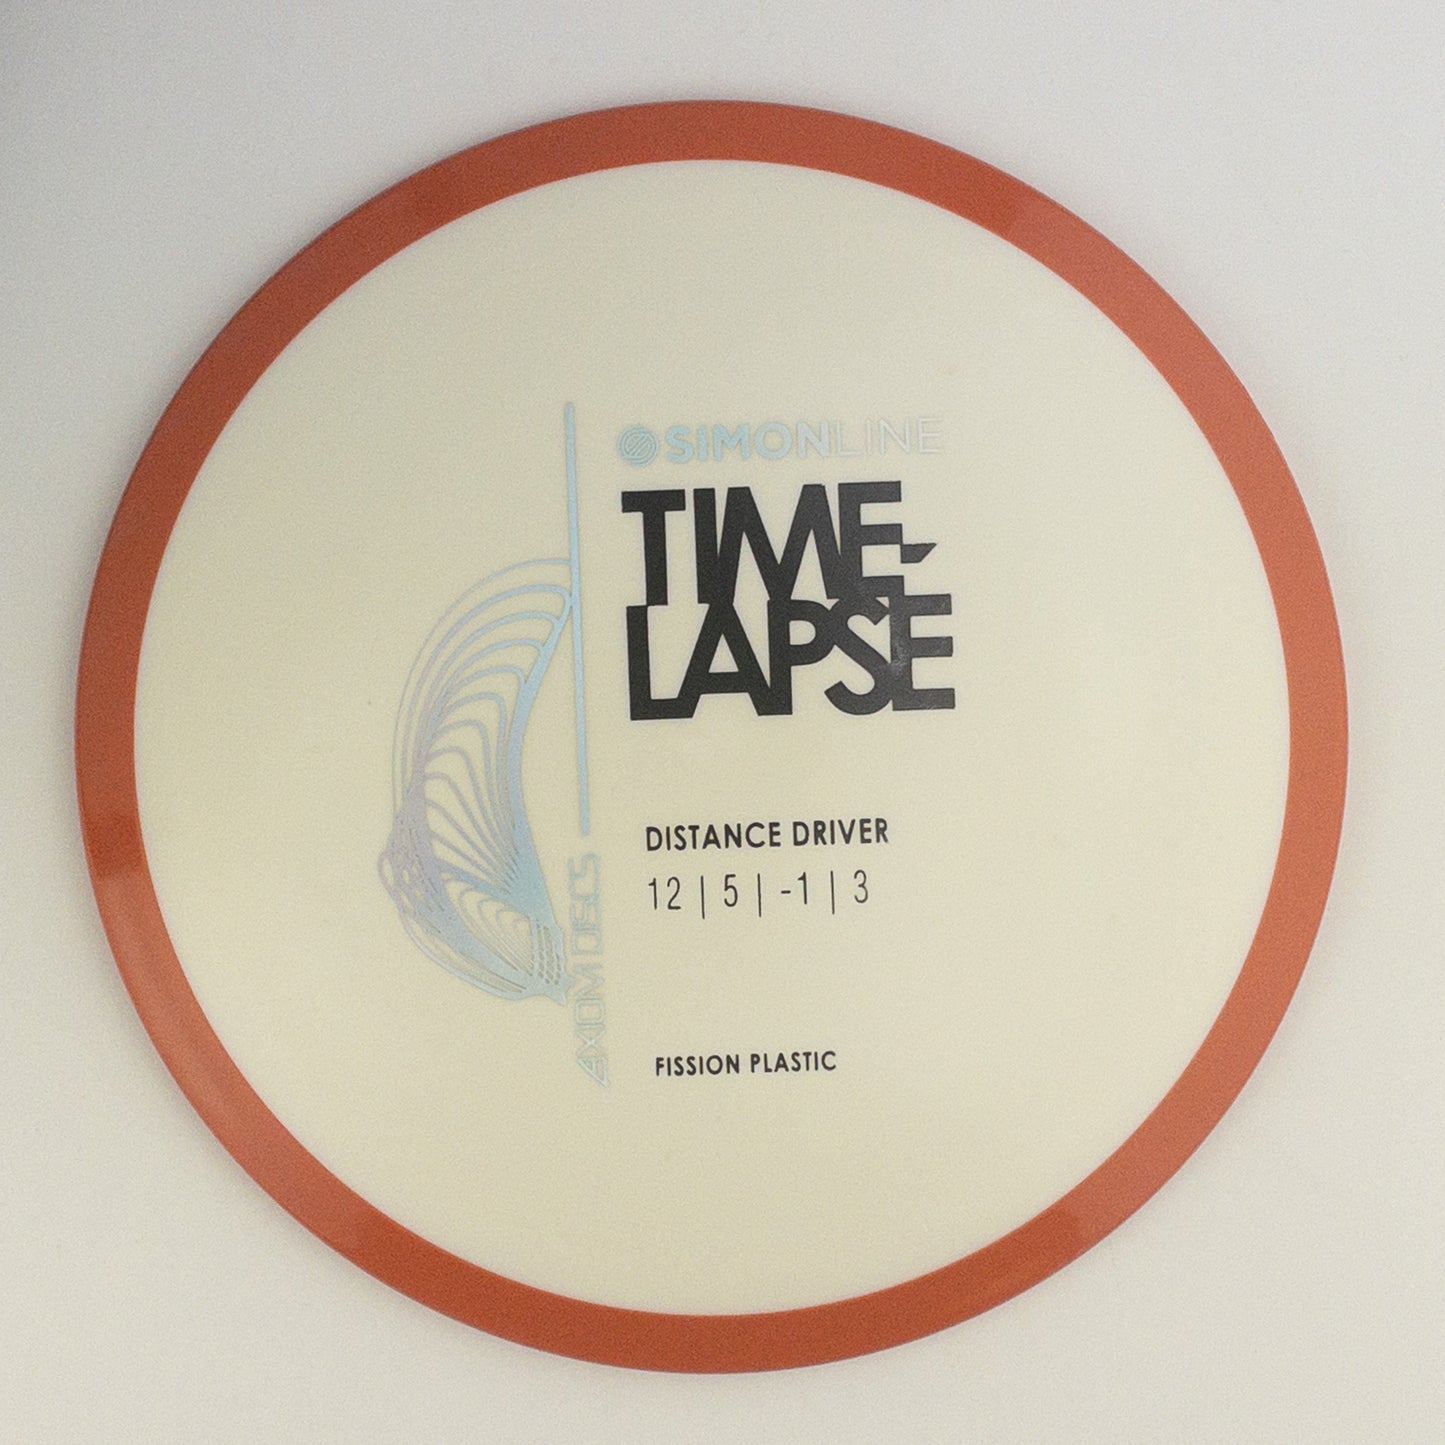 SIMONLINE
TIME-
LAPSE
DISTANCE DRIVER
12 | 5 | -1 | 3
AXIOM DISCS
FISSION PLASTIC